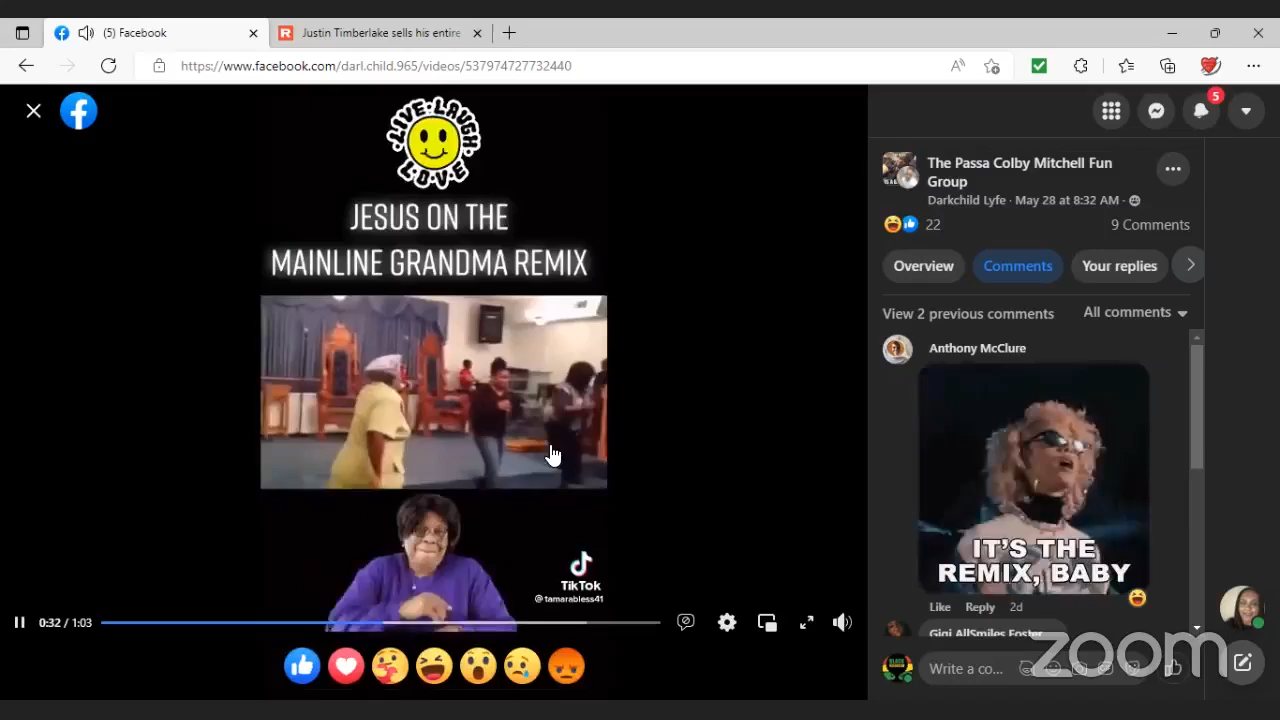 (5) Facebook
Justin Timberlake sells his entire
https://www.facebook.com/darl.child.965/videos/537974727732440
LIVE·LAUGH·LOVE
JESUS ON THE
MAINLINE GRANDMA REMIX
TikTok
@tamarabless41
0:32 / 1:03
5
The Passa Colby Mitchell Fun
Group
Darkchild Lyfe · May 28 at 8:32 AM ·
22
9 Comments
Overview
Comments
Your replies
View 2 previous comments
All comments
Anthony McClure
IT'S THE
REMIX, BABY
Like
Reply
2d
Gigi AllSmiles Foster
Write a co...
zoom